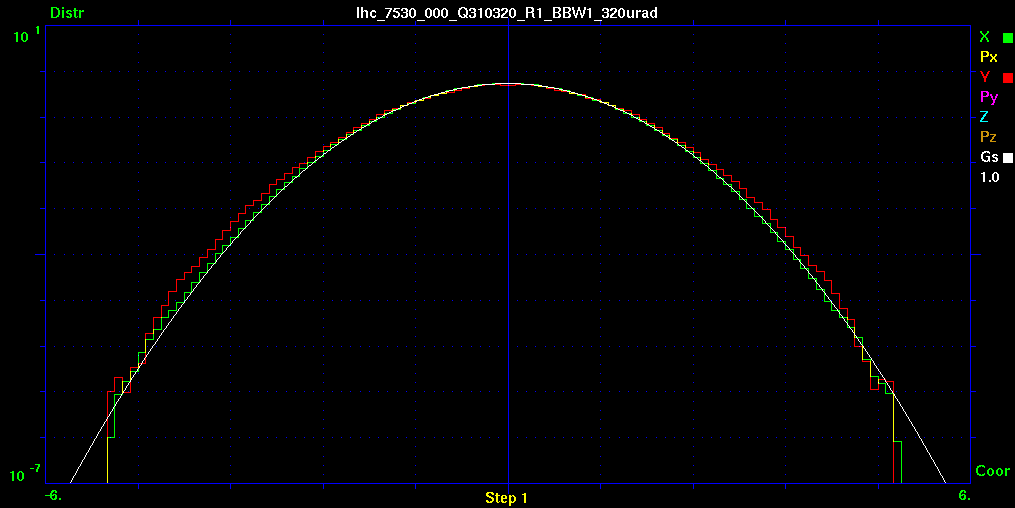 Distr
lhc_7530_000_Q310320_R1_BBW1_320urad
10 1
X
Px
Y
Py
Z
Pz
Gs
1.0
10 -7
Coor
-6.
Step 1
6.